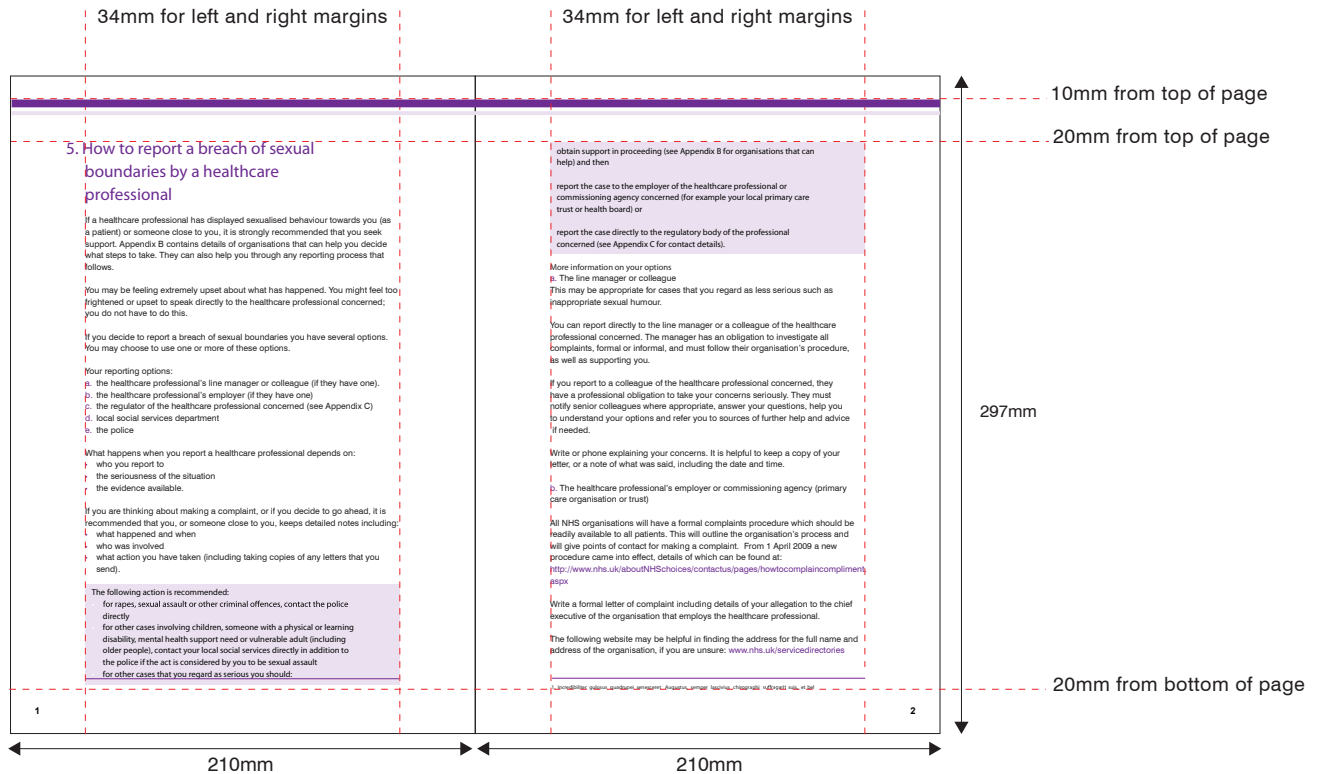 34mm for left and right margins
34mm for left and right margins
10mm from top of page
20mm from top of page
5. How to report a breach of sexual
boundaries by a healthcare
professional
If a healthcare professional has displayed sexualised behaviour towards you (as
a patient) or someone close to you, it is strongly recommended that you seek
support. Appendix B contains details of organisations that can help you decide
what steps to take. They can also help you through any reporting process that
follows.
You may be feeling extremely upset about what has happened. You might feel too
frightened or upset to speak directly to the healthcare professional concerned;
you do not have to do this.
If you decide to report a breach of sexual boundaries you have several options.
You may choose to use one or more of these options.
Your reporting options:
a. the healthcare professional's line manager or colleague (if they have one).
b. the healthcare professional's employer (if they have one)
c. the regulator of the healthcare professional concerned (see Appendix C)
d. local social services department
e. the police
What happens when you report a healthcare professional depends on:
• who you report to
• the seriousness of the situation
• the evidence available.
If you are thinking about making a complaint, or if you decide to go ahead, it is
recommended that you, or someone close to you, keeps detailed notes including:
• what happened and when
• who was involved
• what action you have taken (including taking copies of any letters that you
send).
The following action is recommended:
for rapes, sexual assault or other criminal offences, contact the police
directly
for other cases involving children, someone with a physical or learning
disability, mental health support need or vulnerable adult (including
older people), contact your local social services directly in addition to
the police if the act is considered by you to be sexual assault
for other cases that you regard as serious you should:
1
obtain support in proceeding (see Appendix B for organisations that can
help) and then
report the case to the employer of the healthcare professional or
commissioning agency concerned (for example your local primary care
trust or health board) or
report the case directly to the regulatory body of the professional
concerned (see Appendix C for contact details).
More information on your options
a. The line manager or colleague
This may be appropriate for cases that you regard as less serious such as
inappropriate sexual humour.
You can report directly to the line manager or a colleague of the healthcare
professional concerned. The manager has an obligation to investigate all
complaints, formal or informal, and must follow their organisation's procedure,
as well as supporting you.
If you report to a colleague of the healthcare professional concerned, they
have a professional obligation to take your concerns seriously. They must
notify senior colleagues where appropriate, answer your questions, help you
to understand your options and refer you to sources of further help and advice
if needed.
Write or phone explaining your concerns. It is helpful to keep a copy of your
letter, or a note of what was said, including the date and time.
b. The healthcare professional's employer or commissioning agency (primary
care organisation or trust)
All NHS organisations will have a formal complaints procedure which should be
readily available to all patients. This will outline the organisation's process and
will give points of contact for making a complaint. From 1 April 2009 a new
procedure came into effect, details of which can be found at:
http://www.nhs.uk/aboutNHSchoices/contactus/pages/howtocomplaincompliment.
aspx
Write a formal letter of complaint including details of your allegation to the chief
executive of the organisation that employs the healthcare professional.
The following website may be helpful in finding the address for the full name and
address of the organisation, if you are unsure: www.nhs.uk/servicedirectories
2
297mm
20mm from bottom of page
210mm
210mm